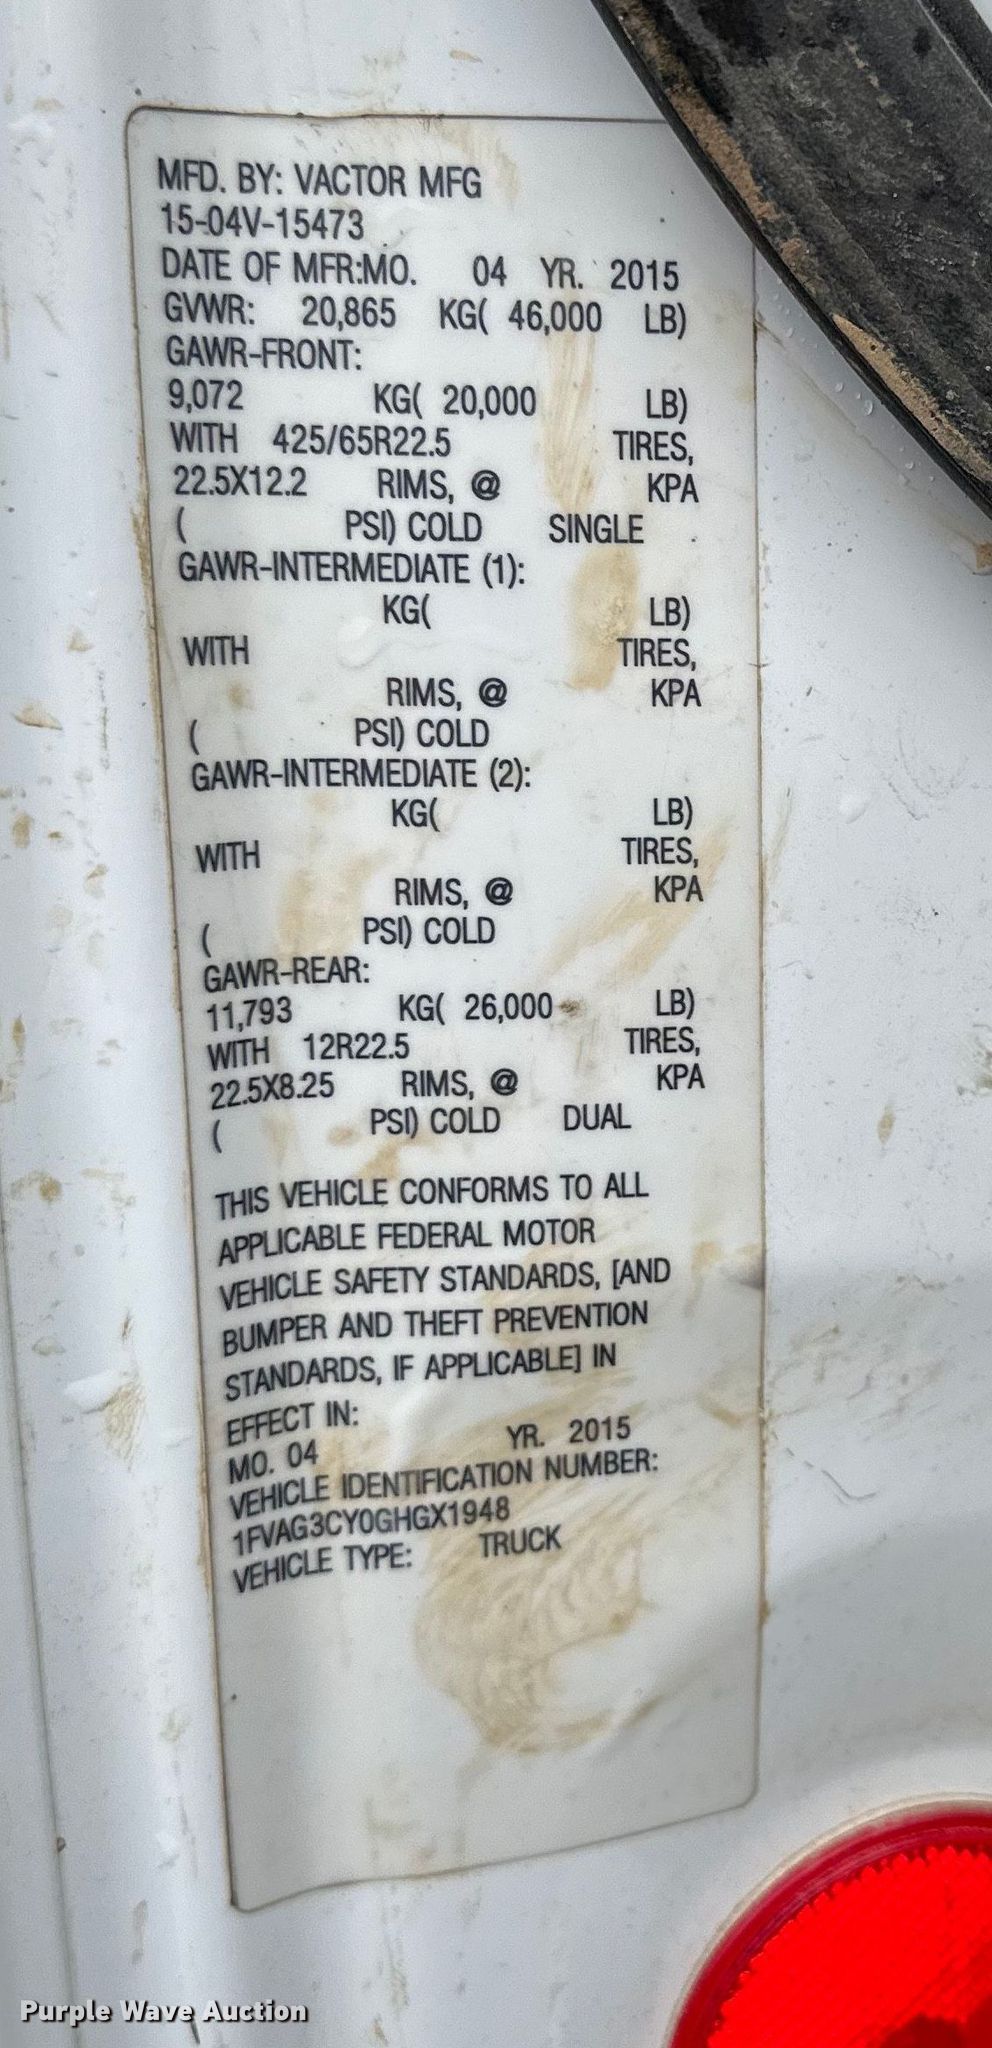 MFD. BY: VACTOR MFG
15-04V-15473
DATE OF MFR:MO. 04 YR. 2015
GVWR: 20,865 KG( 46,000 LB)
GAWR-FRONT:
9,072 KG( 20,000 LB)
WITH 425/65R22.5 TIRES,
22.5X12.2 RIMS, @ KPA
( PSI) COLD SINGLE
GAWR-INTERMEDIATE (1):
KG( LB)
WITH TIRES,
RIMS, @ KPA
( PSI) COLD
GAWR-INTERMEDIATE (2):
KG( LB)
WITH TIRES,
RIMS, @ KPA
( PSI) COLD
GAWR-REAR:
11,793 KG( 26,000 LB)
WITH 12R22.5 TIRES,
22.5X8.25 RIMS, @ KPA
( PSI) COLD DUAL
THIS VEHICLE CONFORMS TO ALL
APPLICABLE FEDERAL MOTOR
VEHICLE SAFETY STANDARDS, [AND
BUMPER AND THEFT PREVENTION
STANDARDS, IF APPLICABLE] IN
EFFECT IN:
MO. 04 YR. 2015
VEHICLE IDENTIFICATION NUMBER:
1FVAG3CY0GHGX1948
VEHICLE TYPE: TRUCK
Purple Wave Auction